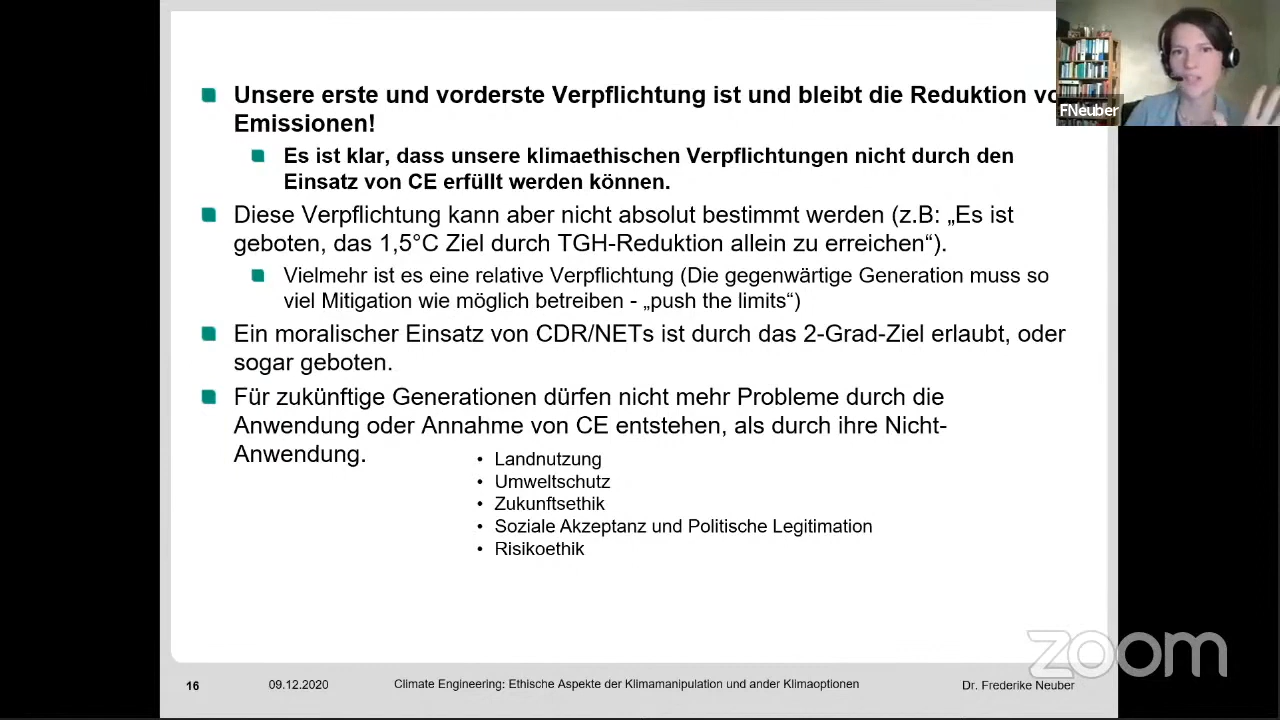 Unsere erste und vorderste Verpflichtung ist und bleibt die Reduktion
Emissionen!
Es ist klar, dass unsere klimaethischen Verpflichtungen nicht durch den
Einsatz von CE erfüllt werden können.
Diese Verpflichtung kann aber nicht absolut bestimmt werden (z.B: „Es ist
geboten, das 1,5°C Ziel durch TGH-Reduktion allein zu erreichen“).
Vielmehr ist es eine relative Verpflichtung (Die gegenwärtige Generation muss so
viel Mitigation wie möglich betreiben - „push the limits“)
Ein moralischer Einsatz von CDR/NETs ist durch das 2-Grad-Ziel erlaubt, oder
sogar geboten.
Für zukünftige Generationen dürfen nicht mehr Probleme durch die
Anwendung oder Annahme von CE entstehen, als durch ihre Nicht-
Anwendung.
• Landnutzung
• Umweltschutz
• Zukunftsethik
• Soziale Akzeptanz und Politische Legitimation
• Risikoethik
FNeuber
zoom
16 09.12.2020 Climate Engineering: Ethische Aspekte der Klimamanipulation und ander Klimaoptionen Dr. Frederike Neuber